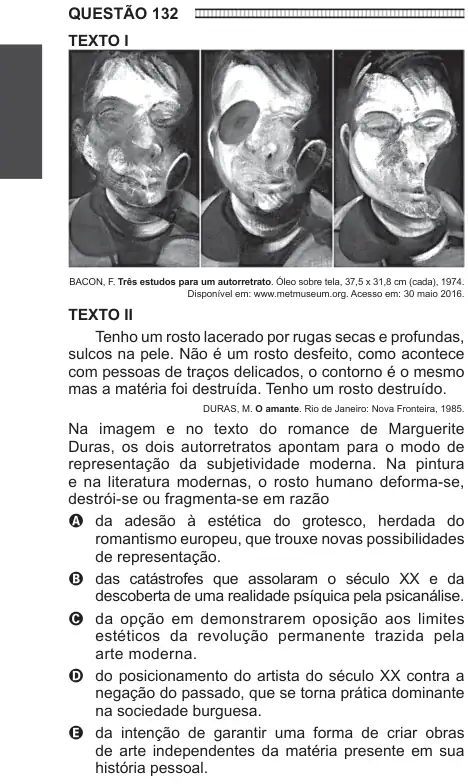 QUESTÃO 132
TEXTO I
BACON, F. Três estudos para um autorretrato. Óleo sobre tela, 37,5 x 31,8 cm (cada), 1974.
Disponível em: www.metmuseum.org. Acesso em: 30 maio 2016.
TEXTO II
Tenho um rosto lacerado por rugas secas e profundas,
sulcos na pele. Não é um rosto desfeito, como acontece
com pessoas de traços delicados, o contorno é o mesmo
mas a matéria foi destruída. Tenho um rosto destruído.
DURAS, M. O amante. Rio de Janeiro: Nova Fronteira, 1985.
Na imagem e no texto do romance de Marguerite
Duras, os dois autorretratos apontam para o modo de
representação da subjetividade moderna. Na pintura
e na literatura modernas, o rosto humano deforma-se,
destrói-se ou fragmenta-se em razão
A da adesão à estética do grotesco, herdada do
romantismo europeu, que trouxe novas possibilidades
de representação.
B das catástrofes que assolaram o século XX e da
descoberta de uma realidade psíquica pela psicanálise.
C da opção em demonstrarem oposição aos limites
estéticos da revolução permanente trazida pela
arte moderna.
D do posicionamento do artista do século XX contra a
negação do passado, que se torna prática dominante
na sociedade burguesa.
E da intenção de garantir uma forma de criar obras
de arte independentes da matéria presente em sua
história pessoal.